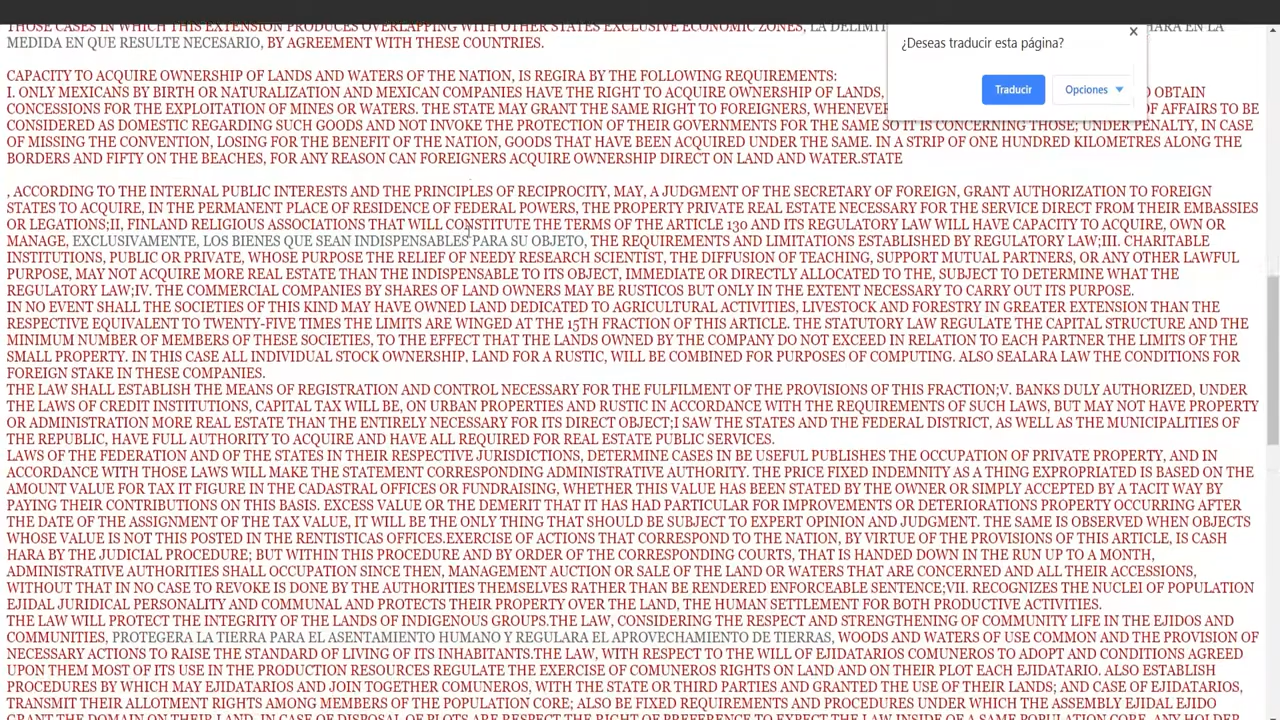 THOSE CASES IN WHICH THIS EXTENSION PRODUCES OVERLAPPING WITH OTHER STATES EXCLUSIVE ECONOMIC ZONES, LA DELIMI HARA EN LA
MEDIDA EN QUE RESULTE NECESARIO, BY AGREEMENT WITH THESE COUNTRIES.
¿Deseas traducir esta página?
Traducir
Opciones
CAPACITY TO ACQUIRE OWNERSHIP OF LANDS AND WATERS OF THE NATION, IS REGIRA BY THE FOLLOWING REQUIREMENTS:
I. ONLY MEXICANS BY BIRTH OR NATURALIZATION AND MEXICAN COMPANIES HAVE THE RIGHT TO ACQUIRE OWNERSHIP OF LANDS, O OBTAIN
CONCESSIONS FOR THE EXPLOITATION OF MINES OR WATERS. THE STATE MAY GRANT THE SAME RIGHT TO FOREIGNERS, WHENEVER OF AFFAIRS TO BE
CONSIDERED AS DOMESTIC REGARDING SUCH GOODS AND NOT INVOKE THE PROTECTION OF THEIR GOVERNMENTS FOR THE SAME SO IT IS CONCERNING THOSE; UNDER PENALTY, IN CASE
OF MISSING THE CONVENTION, LOSING FOR THE BENEFIT OF THE NATION, GOODS THAT HAVE BEEN ACQUIRED UNDER THE SAME. IN A STRIP OF ONE HUNDRED KILOMETRES ALONG THE
BORDERS AND FIFTY ON THE BEACHES, FOR ANY REASON CAN FOREIGNERS ACQUIRE OWNERSHIP DIRECT ON LAND AND WATER.STATE
, ACCORDING TO THE INTERNAL PUBLIC INTERESTS AND THE PRINCIPLES OF RECIPROCITY, MAY, A JUDGMENT OF THE SECRETARY OF FOREIGN, GRANT AUTHORIZATION TO FOREIGN
STATES TO ACQUIRE, IN THE PERMANENT PLACE OF RESIDENCE OF FEDERAL POWERS, THE PROPERTY PRIVATE REAL ESTATE NECESSARY FOR THE SERVICE DIRECT FROM THEIR EMBASSIES
OR LEGATIONS;II, FINLAND RELIGIOUS ASSOCIATIONS THAT WILL CONSTITUTE THE TERMS OF THE ARTICLE 130 AND ITS REGULATORY LAW WILL HAVE CAPACITY TO ACQUIRE, OWN OR
MANAGE, EXCLUSIVAMENTE, LOS BIENES QUE SEAN INDISPENSABLES PARA SU OBJETO, THE REQUIREMENTS AND LIMITATIONS ESTABLISHED BY REGULATORY LAW;III. CHARITABLE
INSTITUTIONS, PUBLIC OR PRIVATE, WHOSE PURPOSE THE RELIEF OF NEEDY RESEARCH SCIENTIST, THE DIFFUSION OF TEACHING, SUPPORT MUTUAL PARTNERS, OR ANY OTHER LAWFUL
PURPOSE, MAY NOT ACQUIRE MORE REAL ESTATE THAN THE INDISPENSABLE TO ITS OBJECT, IMMEDIATE OR DIRECTLY ALLOCATED TO THE, SUBJECT TO DETERMINE WHAT THE
REGULATORY LAW;IV. THE COMMERCIAL COMPANIES BY SHARES OF LAND OWNERS MAY BE RUSTICOS BUT ONLY IN THE EXTENT NECESSARY TO CARRY OUT ITS PURPOSE.
IN NO EVENT SHALL THE SOCIETIES OF THIS KIND MAY HAVE OWNED LAND DEDICATED TO AGRICULTURAL ACTIVITIES, LIVESTOCK AND FORESTRY IN GREATER EXTENSION THAN THE
RESPECTIVE EQUIVALENT TO TWENTY-FIVE TIMES THE LIMITS ARE WINGED AT THE 15TH FRACTION OF THIS ARTICLE. THE STATUTORY LAW REGULATE THE CAPITAL STRUCTURE AND THE
MINIMUM NUMBER OF MEMBERS OF THESE SOCIETIES, TO THE EFFECT THAT THE LANDS OWNED BY THE COMPANY DO NOT EXCEED IN RELATION TO EACH PARTNER THE LIMITS OF THE
SMALL PROPERTY. IN THIS CASE ALL INDIVIDUAL STOCK OWNERSHIP, LAND FOR A RUSTIC, WILL BE COMBINED FOR PURPOSES OF COMPUTING. ALSO SEALARA LAW THE CONDITIONS FOR
FOREIGN STAKE IN THESE COMPANIES.
THE LAW SHALL ESTABLISH THE MEANS OF REGISTRATION AND CONTROL NECESSARY FOR THE FULFILMENT OF THE PROVISIONS OF THIS FRACTION;V. BANKS DULY AUTHORIZED, UNDER
THE LAWS OF CREDIT INSTITUTIONS, CAPITAL TAX WILL BE, ON URBAN PROPERTIES AND RUSTIC IN ACCORDANCE WITH THE REQUIREMENTS OF SUCH LAWS, BUT MAY NOT HAVE PROPERTY
OR ADMINISTRATION MORE REAL ESTATE THAN THE ENTIRELY NECESSARY FOR ITS DIRECT OBJECT;I SAW THE STATES AND THE FEDERAL DISTRICT, AS WELL AS THE MUNICIPALITIES OF
THE REPUBLIC, HAVE FULL AUTHORITY TO ACQUIRE AND HAVE ALL REQUIRED FOR REAL ESTATE PUBLIC SERVICES.
LAWS OF THE FEDERATION AND OF THE STATES IN THEIR RESPECTIVE JURISDICTIONS, DETERMINE CASES IN BE USEFUL PUBLISHES THE OCCUPATION OF PRIVATE PROPERTY, AND IN
ACCORDANCE WITH THOSE LAWS WILL MAKE THE STATEMENT CORRESPONDING ADMINISTRATIVE AUTHORITY. THE PRICE FIXED INDEMNITY AS A THING EXPROPRIATED IS BASED ON THE
AMOUNT VALUE FOR TAX IT FIGURE IN THE CADASTRAL OFFICES OR FUNDRAISING, WHETHER THIS VALUE HAS BEEN STATED BY THE OWNER OR SIMPLY ACCEPTED BY A TACIT WAY BY
PAYING THEIR CONTRIBUTIONS ON THIS BASIS. EXCESS VALUE OR THE DEMERIT THAT IT HAS HAD PARTICULAR FOR IMPROVEMENTS OR DETERIORATIONS PROPERTY OCCURRING AFTER
THE DATE OF THE ASSIGNMENT OF THE TAX VALUE, IT WILL BE THE ONLY THING THAT SHOULD BE SUBJECT TO EXPERT OPINION AND JUDGMENT. THE SAME IS OBSERVED WHEN OBJECTS
WHOSE VALUE IS NOT THIS POSTED IN THE RENTISTICAS OFFICES.EXERCISE OF ACTIONS THAT CORRESPOND TO THE NATION, BY VIRTUE OF THE PROVISIONS OF THIS ARTICLE, IS CASH
HARA BY THE JUDICIAL PROCEDURE; BUT WITHIN THIS PROCEDURE AND BY ORDER OF THE CORRESPONDING COURTS, THAT IS HANDED DOWN IN THE RUN UP TO A MONTH,
ADMINISTRATIVE AUTHORITIES SHALL OCCUPATION SINCE THEN, MANAGEMENT AUCTION OR SALE OF THE LAND OR WATERS THAT ARE CONCERNED AND ALL THEIR ACCESSIONS,
WITHOUT THAT IN NO CASE TO REVOKE IS DONE BY THE AUTHORITIES THEMSELVES RATHER THAN BE RENDERED ENFORCEABLE SENTENCE;VII. RECOGNIZES THE NUCLEI OF POPULATION
EJIDAL JURIDICAL PERSONALITY AND COMMUNAL AND PROTECTS THEIR PROPERTY OVER THE LAND, THE HUMAN SETTLEMENT FOR BOTH PRODUCTIVE ACTIVITIES.
THE LAW WILL PROTECT THE INTEGRITY OF THE LANDS OF INDIGENOUS GROUPS.THE LAW, CONSIDERING THE RESPECT AND STRENGTHENING OF COMMUNITY LIFE IN THE EJIDOS AND
COMMUNITIES, PROTEGERA LA TIERRA PARA EL ASENTAMIENTO HUMANO Y REGULARA EL APROVECHAMIENTO DE TIERRAS, WOODS AND WATERS OF USE COMMON AND THE PROVISION OF
NECESSARY ACTIONS TO RAISE THE STANDARD OF LIVING OF ITS INHABITANTS.THE LAW, WITH RESPECT TO THE WILL OF EJIDATARIOS COMUNEROS TO ADOPT AND CONDITIONS AGREED
UPON THEM MOST OF ITS USE IN THE PRODUCTION RESOURCES REGULATE THE EXERCISE OF COMUNEROS RIGHTS ON LAND AND ON THEIR PLOT EACH EJIDATARIO. ALSO ESTABLISH
PROCEDURES BY WHICH MAY EJIDATARIOS AND JOIN TOGETHER COMUNEROS, WITH THE STATE OR THIRD PARTIES AND GRANTED THE USE OF THEIR LANDS; AND CASE OF EJIDATARIOS,
TRANSMIT THEIR ALLOTMENT RIGHTS AMONG MEMBERS OF THE POPULATION CORE; ALSO BE FIXED REQUIREMENTS AND PROCEDURES UNDER WHICH THE ASSEMBLY EJIDAL EJIDO
GRANT THE DOMAIN ON THEIR LAND. IN CASE OF DISPOSAL OF PLOTS ARE RESPECT THE RIGHT OF PREFERENCE TO EXPECT THE LAW INSIDE OF A SAME POPULATION CORE, ANY OLDER